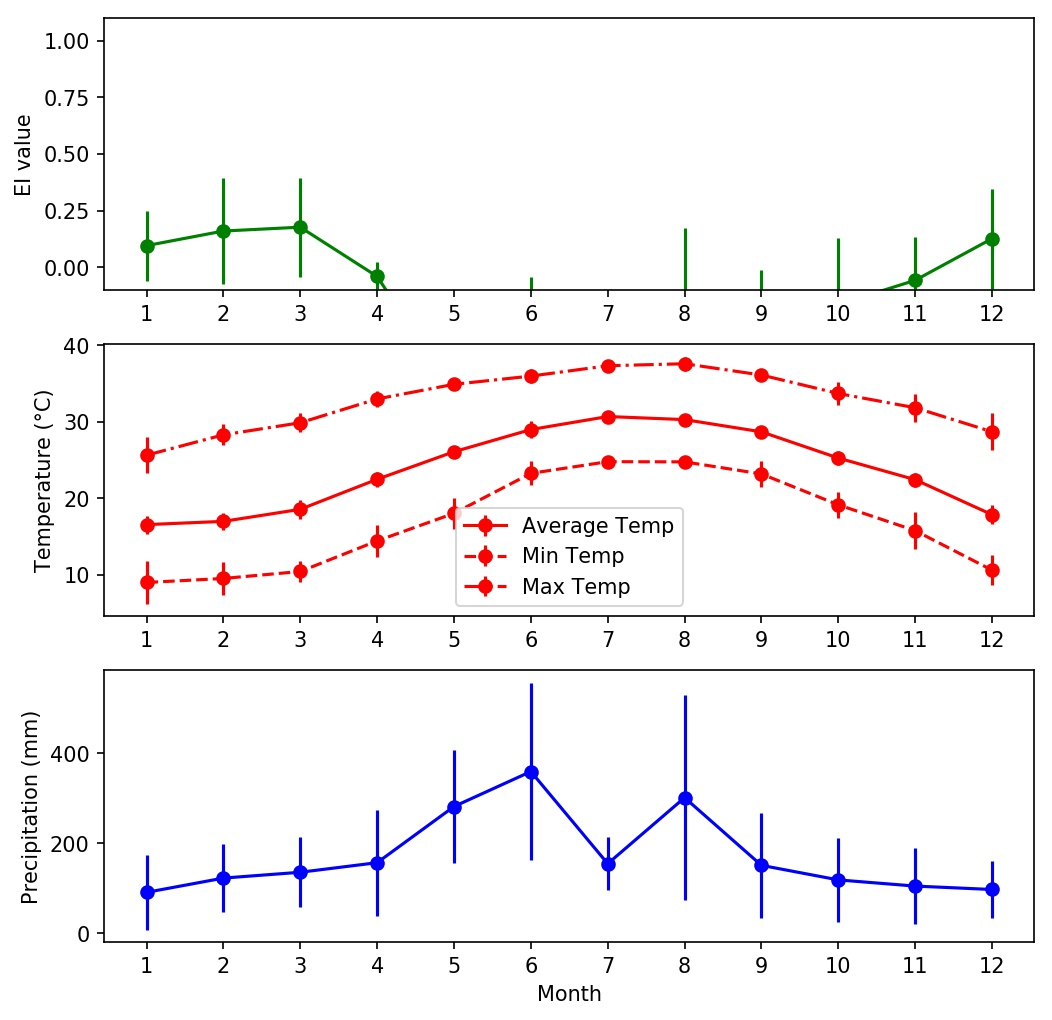 EI value
1.00
0.75
0.50
0.25
0.00
1 2 3 4 5 6 7 8 9 10 11 12
Temperature (°C)
40
30
20
10
Average Temp
Min Temp
Max Temp
1 2 3 4 5 6 7 8 9 10 11 12
Precipitation (mm)
400
200
0
1 2 3 4 5 6 7 8 9 10 11 12
Month